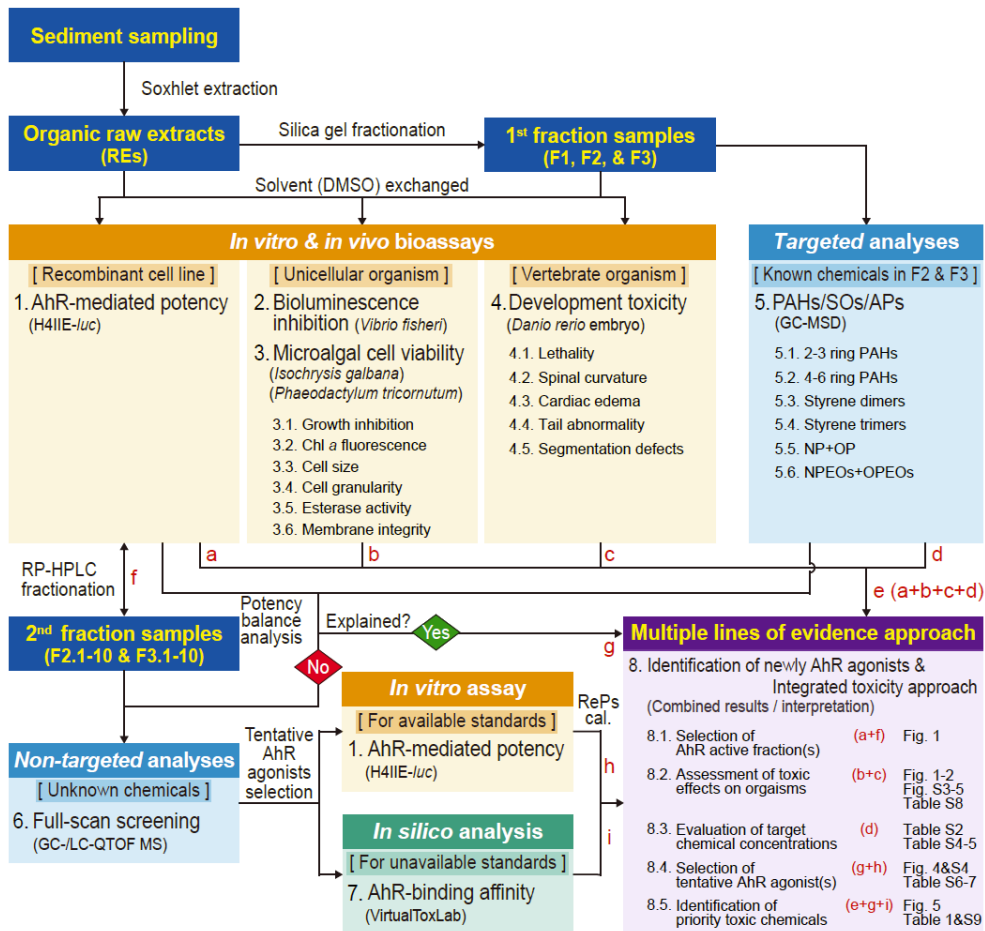 Sediment sampling
Soxhlet extraction
Organic raw extracts
(REs)
Silica gel fractionation
1st fraction samples
(F1, F2, & F3)
Solvent (DMSO) exchanged
In vitro & in vivo bioassays
[ Recombinant cell line ]
1. AhR-mediated potency
(H4IIE-luc)
[ Unicellular organism ]
2. Bioluminescence
inhibition (Vibrio fisheri)
3. Microalgal cell viability
(Isochrysis galbana)
(Phaeodactylum tricornutum)
3.1. Growth inhibition
3.2. Chl a fluorescence
3.3. Cell size
3.4. Cell granularity
3.5. Esterase activity
3.6. Membrane integrity
[ Vertebrate organism ]
4. Development toxicity
(Danio rerio embryo)
4.1. Lethality
4.2. Spinal curvature
4.3. Cardiac edema
4.4. Tail abnormality
4.5. Segmentation defects
Targeted analyses
[ Known chemicals in F2 & F3 ]
5. PAHs/SOs/APs
(GC-MSD)
5.1. 2-3 ring PAHs
5.2. 4-6 ring PAHs
5.3. Styrene dimers
5.4. Styrene trimers
5.5. NP+OP
5.6. NPEOs+OPEOs
a
b
c
d
e (a+b+c+d)
RP-HPLC
fractionation
f
2nd fraction samples
(F2.1-10 & F3.1-10)
Potency
balance
analysis
Explained?
Yes
No
g
Non-targeted analyses
[ Unknown chemicals ]
6. Full-scan screening
(GC-/LC-QTOF MS)
Tentative
AhR
agonists
selection
In vitro assay
[ For available standards ]
1. AhR-mediated potency
(H4IIE-luc)
In silico analysis
[ For unavailable standards ]
7. AhR-binding affinity
(VirtualToxLab)
RePs
cal.
h
i
Multiple lines of evidence approach
8. Identification of newly AhR agonists &
Integrated toxicity approach
(Combined results / interpretation)
8.1. Selection of (a+f) Fig. 1
AhR active fraction(s)
8.2. Assessment of toxic (b+c) Fig. 1-2
effects on orgaisms Fig. S3-5
Table S8
8.3. Evaluation of target (d) Table S2
chemical concentrations Table S4-5
8.4. Selection of (g+h) Fig. 4&S4
tentative AhR agonist(s) Table S6-7
8.5. Identification of (e+g+i) Fig. 5
priority toxic chemicals Table 1&S9